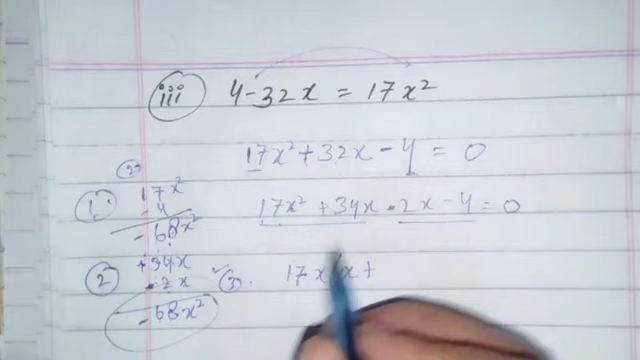 iii 4-32x = 17x²
17x² + 32x - 4 = 0
17x² + 34x - 2x - 4 = 0
17x(x+
1
17x²
-4
-68x²
2
+34x
-2x
-68x²
3.